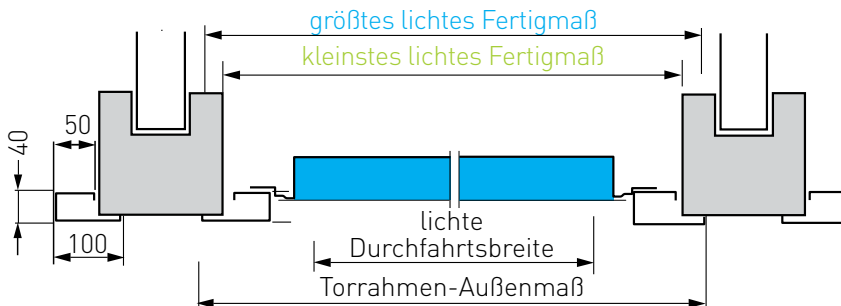 größtes lichtes Fertigmaß
kleinstes lichtes Fertigmaß
50
40
100
lichte
Durchfahrtsbreite
Torrahmen-Außenmaß